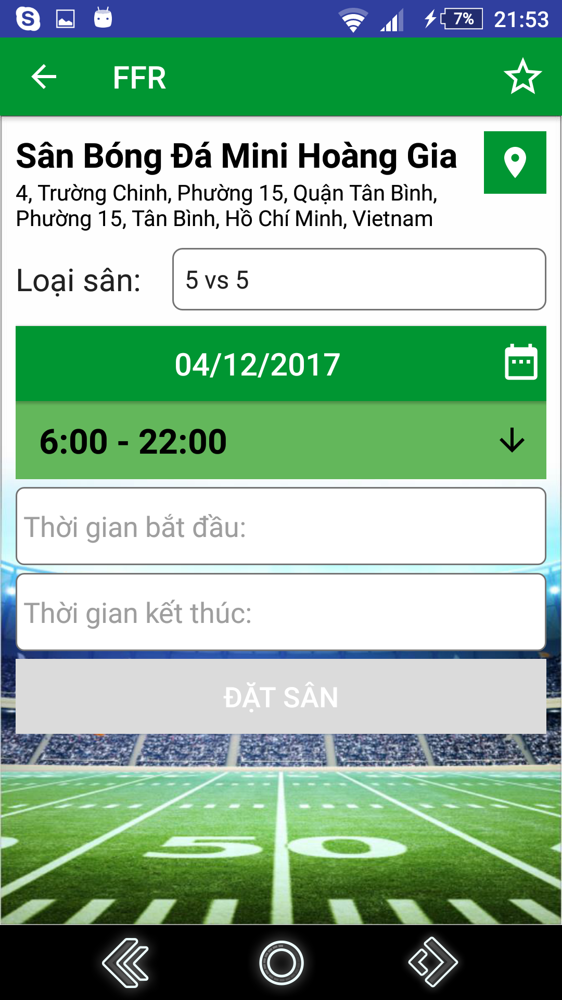 7%
21:53
FFR
Sân Bóng Đá Mini Hoàng Gia
4, Trường Chinh, Phường 15, Quận Tân Bình,
Phường 15, Tân Bình, Hồ Chí Minh, Vietnam
Loại sân:
5 vs 5
04/12/2017
6:00 - 22:00
Thời gian bắt đầu:
Thời gian kết thúc:
ĐẶT SÂN
50